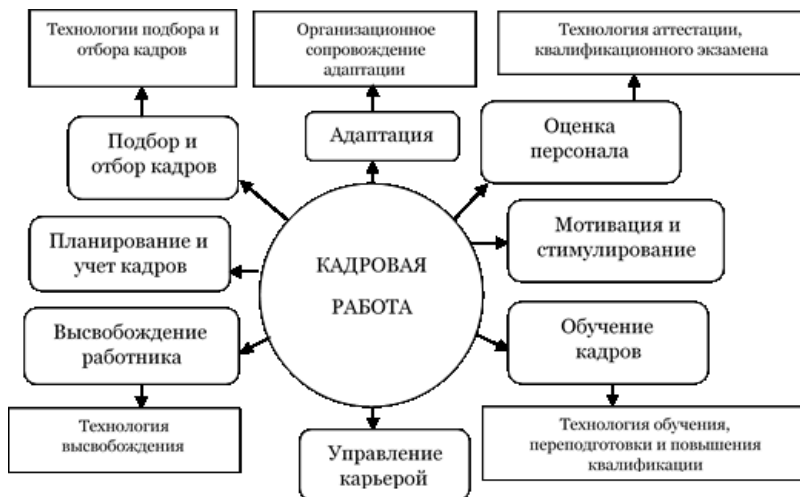 Технологии подбора и
отбора кадров
Организационное
сопровождение
адаптации
Технология аттестации,
квалификационного экзамена
Подбор и
отбор кадров
Адаптация
Оценка
персонала
Планирование и
учет кадров
КАДРОВАЯ
РАБОТА
Мотивация и
стимулирование
Высвобождение
работника
Обучение
кадров
Технология
высвобождения
Управление
карьерой
Технология обучения,
переподготовки и повышения
квалификации